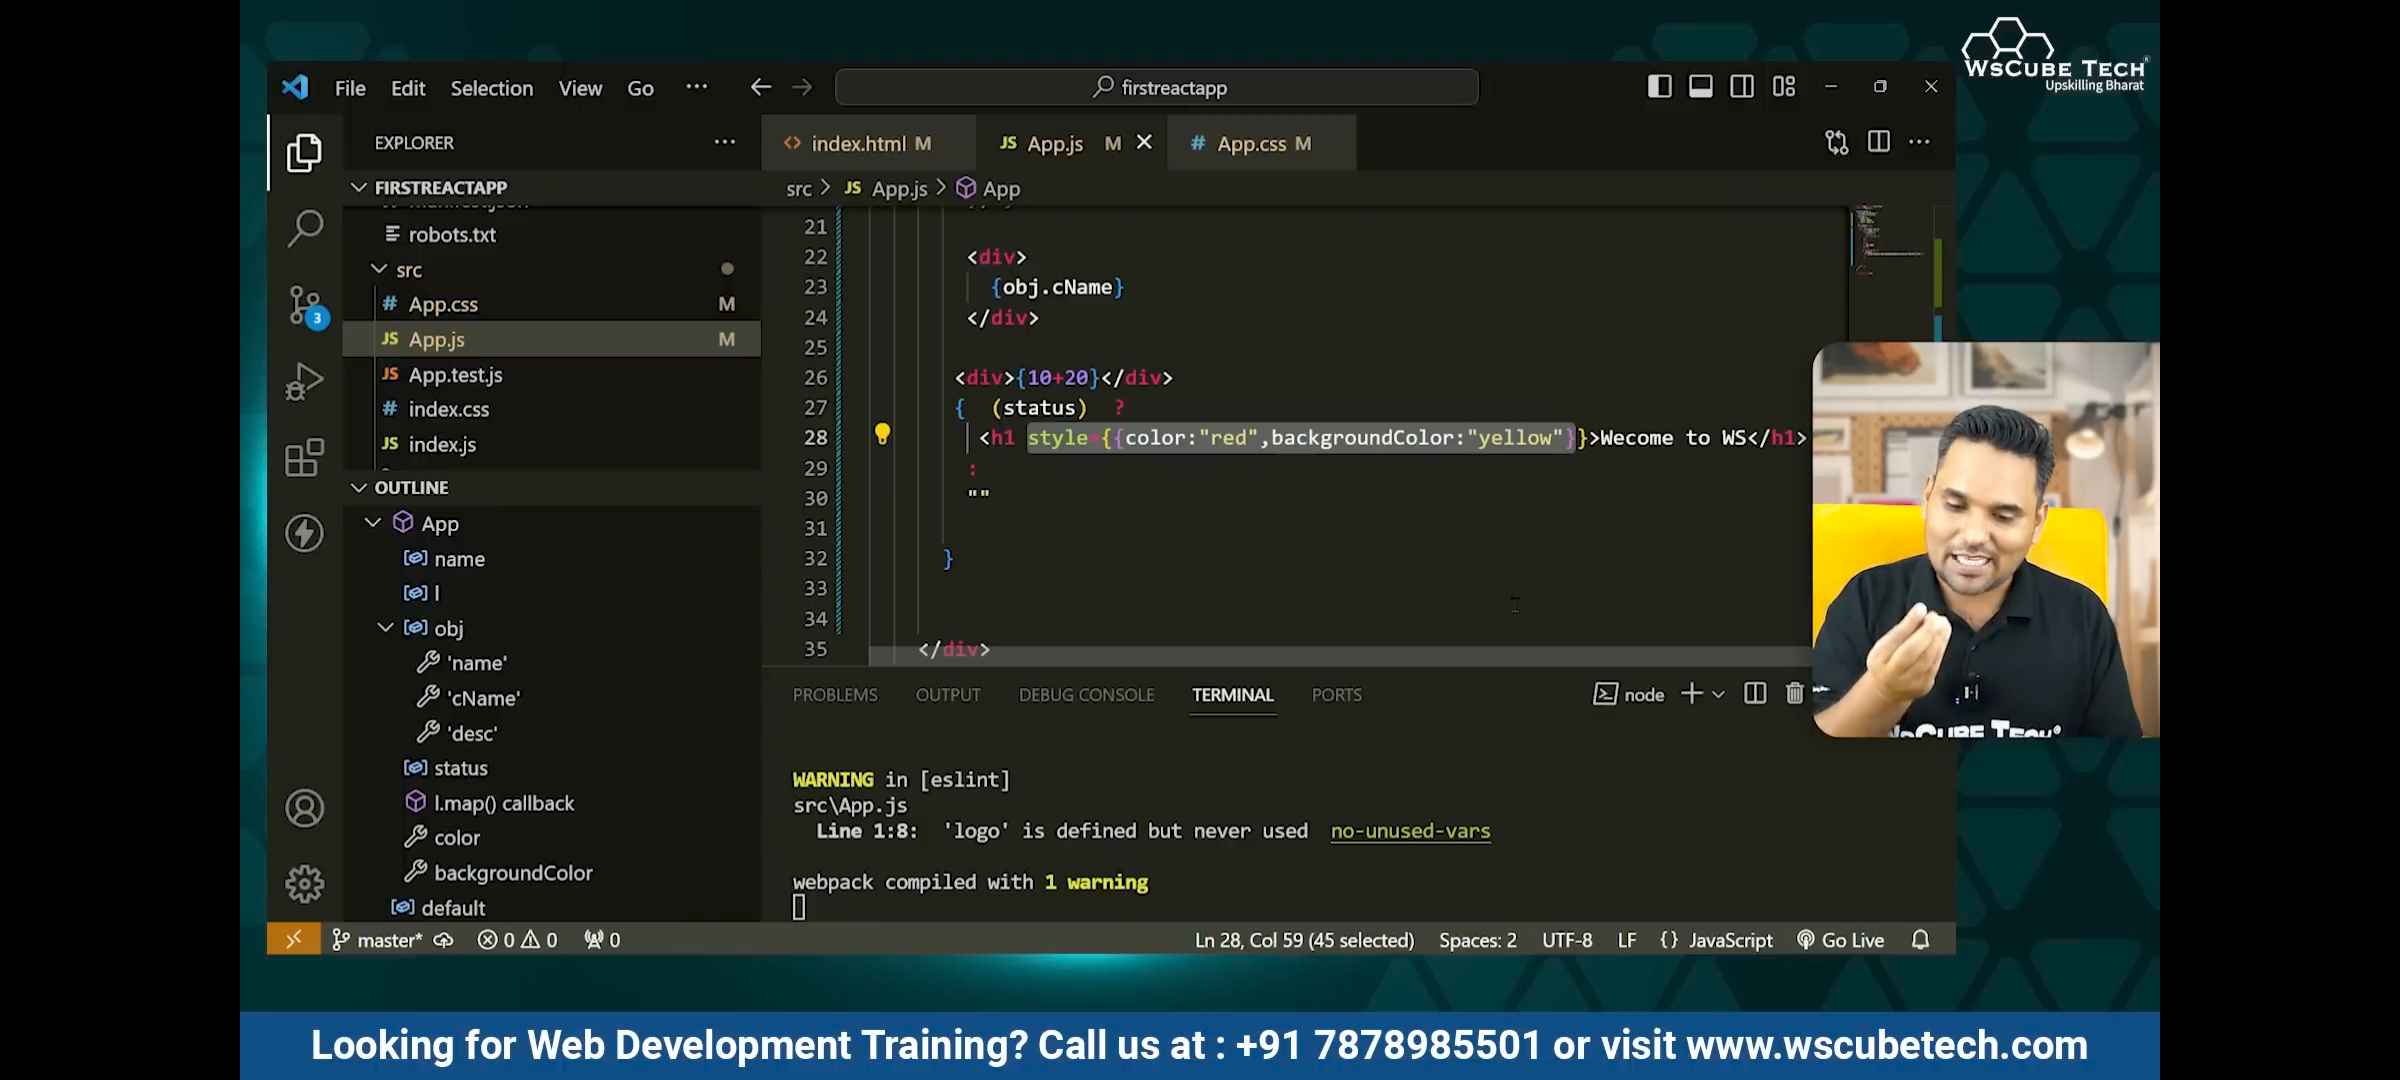 WsCube Tech
Upskilling Bharat
File Edit Selection View Go ... firstreactapp
EXPLORER ...
index.html M
JS App.js M
# App.css M
FIRSTREACTAPP
src > JS App.js > App
robots.txt
src
# App.css M
JS App.js M
JS App.test.js
# index.css
JS index.js
OUTLINE
App
name
l
obj
'name'
'cName'
'desc'
status
l.map() callback
color
backgroundColor
default
3
21
22 <div>
23 {obj.cName}
24 </div>
25
26 <div>{10+20}</div>
27 { (status) ?
28 <h1 style={{color:"red",backgroundColor:"yellow"}}>Wecome to WS</h1>
29 :
30 ""
31
32 }
33
34
35 </div>
PROBLEMS OUTPUT DEBUG CONSOLE TERMINAL PORTS node
WARNING in [eslint]
src\App.js
Line 1:8: 'logo' is defined but never used no-unused-vars
webpack compiled with 1 warning
WsCube Tech
master* 0 0 0 Ln 28, Col 59 (45 selected) Spaces: 2 UTF-8 LF {} JavaScript Go Live
Looking for Web Development Training? Call us at : +91 7878985501 or visit www.wscubetech.com